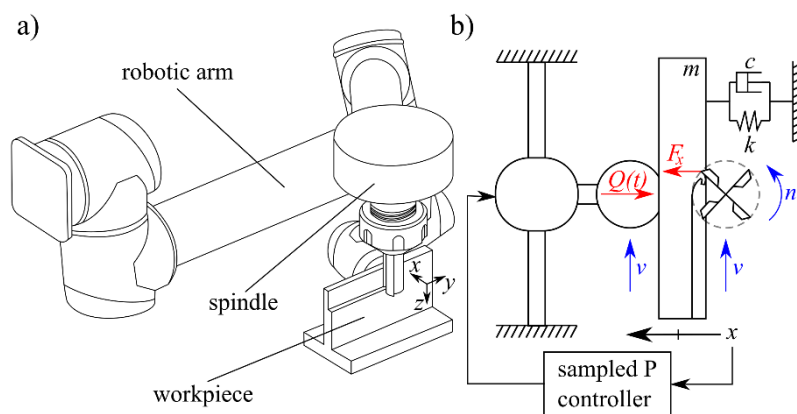 a)
robotic arm
spindle
workpiece
x
y
z
b)
m
c
k
F_x
Q(t)
n
v
v
x
sampled P
controller